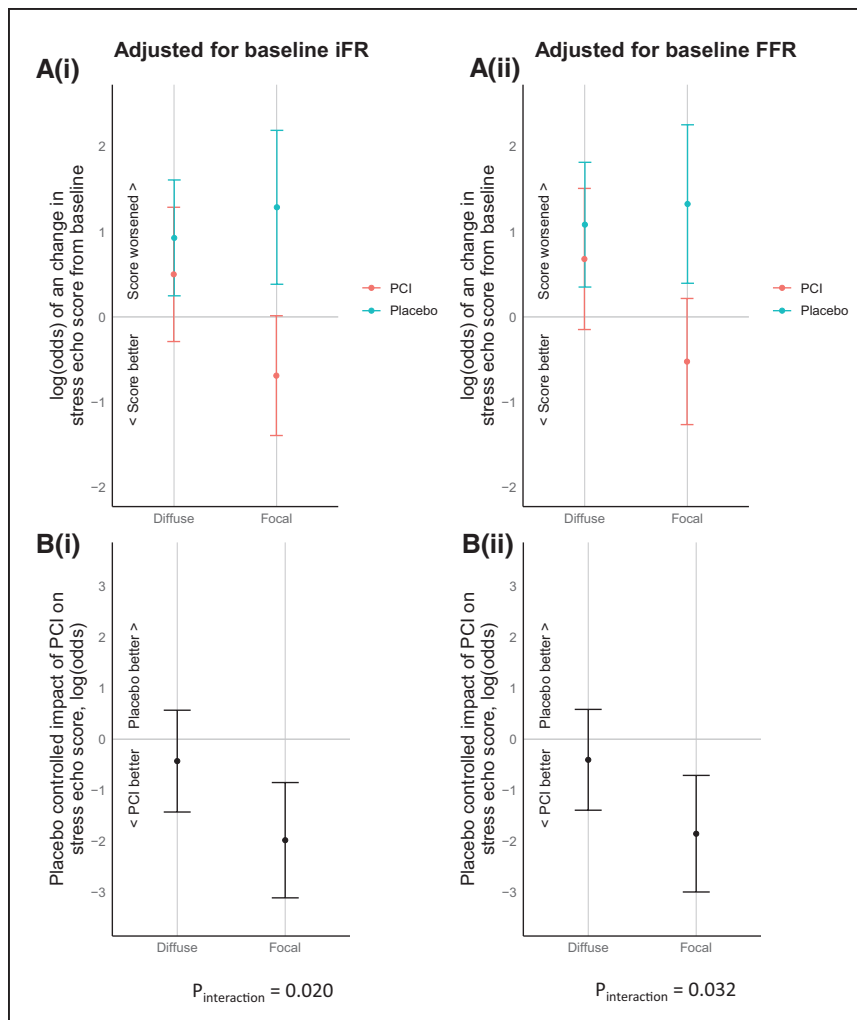 Adjusted for baseline iFR
Adjusted for baseline FFR
A(i)
log(odds) of an change in
stress echo score from baseline
2
1
0
−1
−2
Score worsened >
< Score better
Diffuse
Focal
PCI
Placebo
A(ii)
log(odds) of an change in
stress echo score from baseline
2
1
0
−1
−2
Score worsened >
< Score better
Diffuse
Focal
PCI
Placebo
B(i)
Placebo controlled impact of PCI on
stress echo score, log(odds)
3
2
1
0
−1
−2
−3
Placebo better >
< PCI better
Diffuse
Focal
Pinteraction = 0.020
B(ii)
Placebo controlled impact of PCI on
stress echo score, log(odds)
3
2
1
0
−1
−2
−3
Placebo better >
< PCI better
Diffuse
Focal
Pinteraction = 0.032